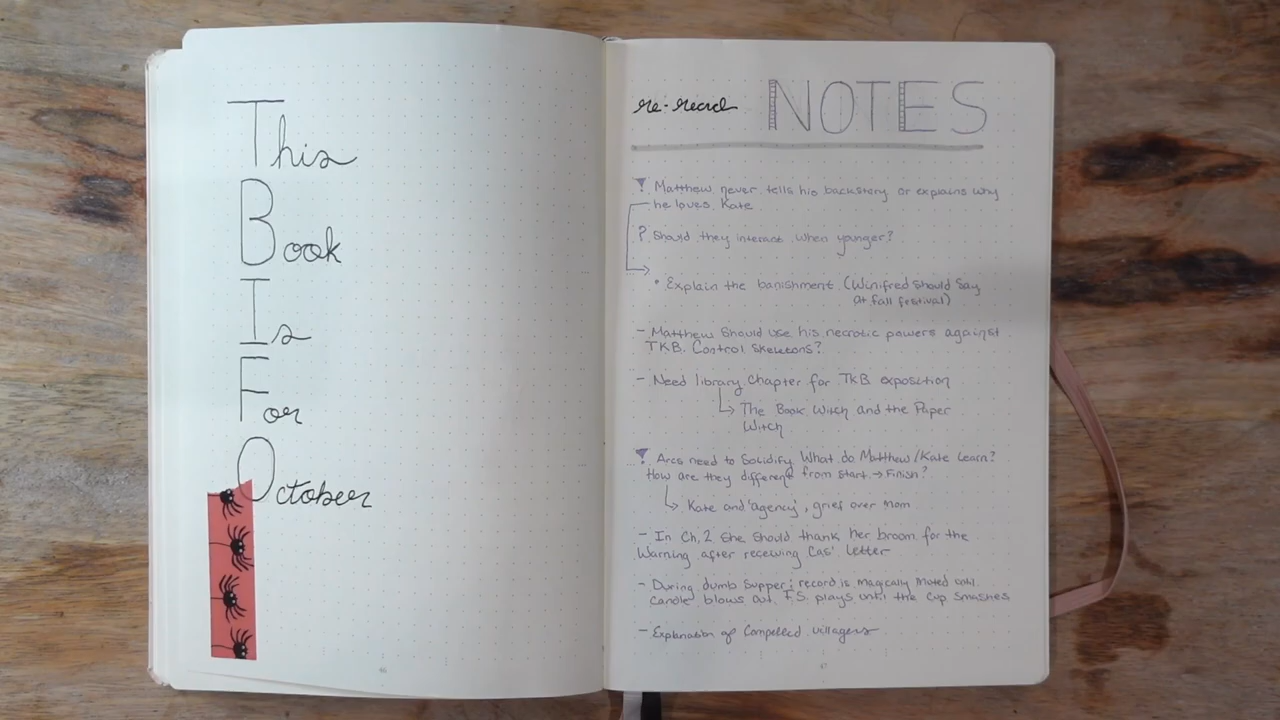 This
Book
Is
For
October
re-read NOTES
! Matthew never tells his backstory or explains why
he loves Kate
? Should they interact when younger?
• Explain the banishment (Winifred should say
at fall festival)
- Matthew should use his necrotic powers against
TKB. Control skeletons?
- Need library chapter for TKB exposition
The Book Witch and the Paper
Witch
! Arcs need to Solidify What do Matthew/Kate Learn?
How are they different from start → Finish?
Kate and 'agency', grief over Mom
- In Ch. 2 she should thank her broom for the
Warning after receiving Cas' letter
- During dumb supper: record is magically muted until
candle blows out. F.S. plays until the cup smashes
- Explanation of Compelled villagers